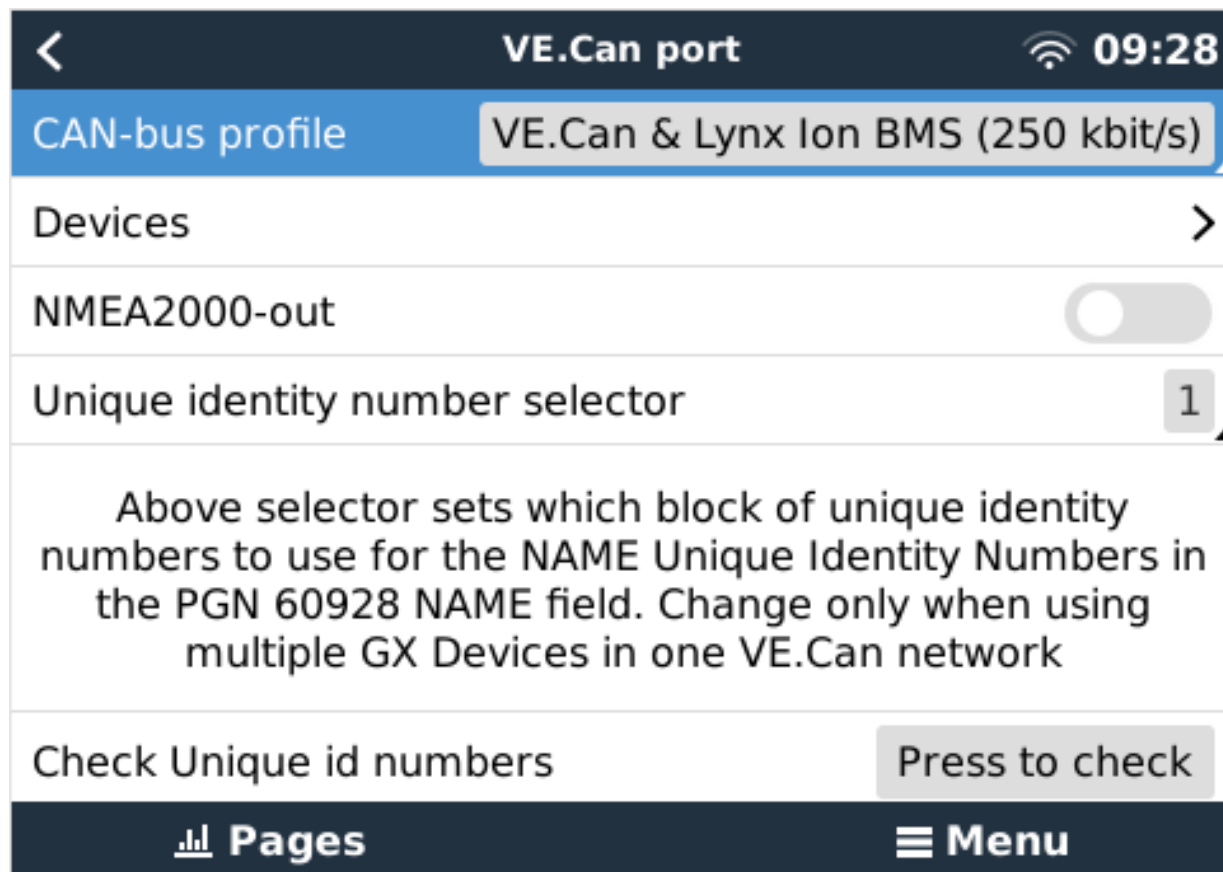 VE.Can port
09:28
CAN-bus profile
VE.Can & Lynx Ion BMS (250 kbit/s)
Devices
NMEA2000-out
Unique identity number selector
1
Above selector sets which block of unique identity
numbers to use for the NAME Unique Identity Numbers in
the PGN 60928 NAME field. Change only when using
multiple GX Devices in one VE.Can network
Check Unique id numbers
Press to check
Pages
Menu